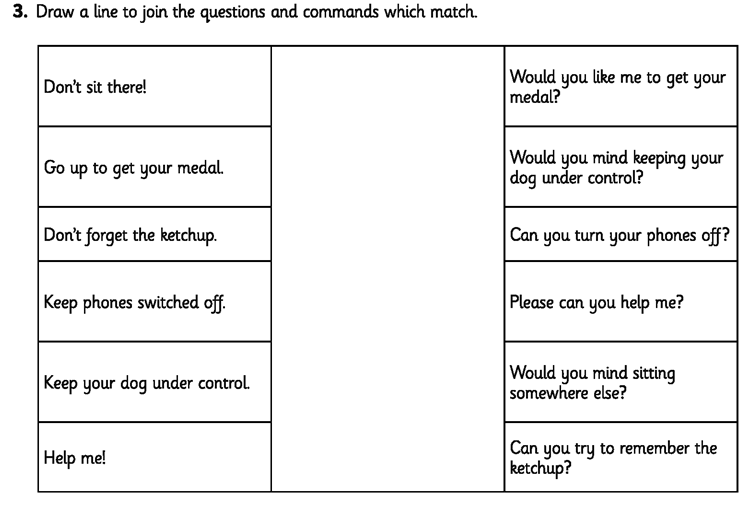 3. Draw a line to join the questions and commands which match.
Don't sit there!
Would you like me to get your
medal?
Go up to get your medal.
Would you mind keeping your
dog under control?
Don't forget the ketchup.
Can you turn your phones off?
Keep phones switched off.
Please can you help me?
Keep your dog under control.
Would you mind sitting
somewhere else?
Help me!
Can you try to remember the
ketchup?